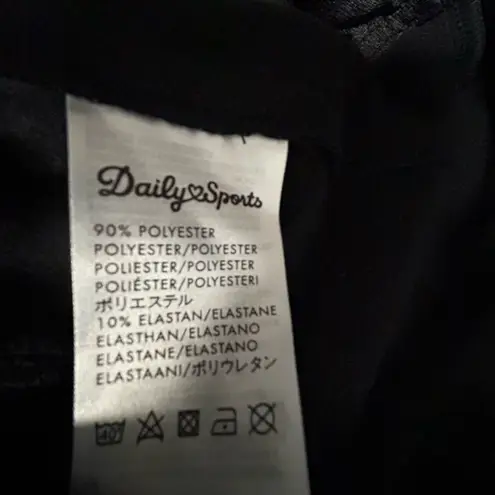 Daily Sports
90% POLYESTER
POLYESTER/POLYESTER
POLIESTER/POLYESTER
POLIÉSTER/POLYESTERI
ポリエステル
10% ELASTAN/ELASTANE
ELASTHAN/ELASTANO
ELASTANE/ELASTANO
ELASTAANI/ポリウレタン
40°